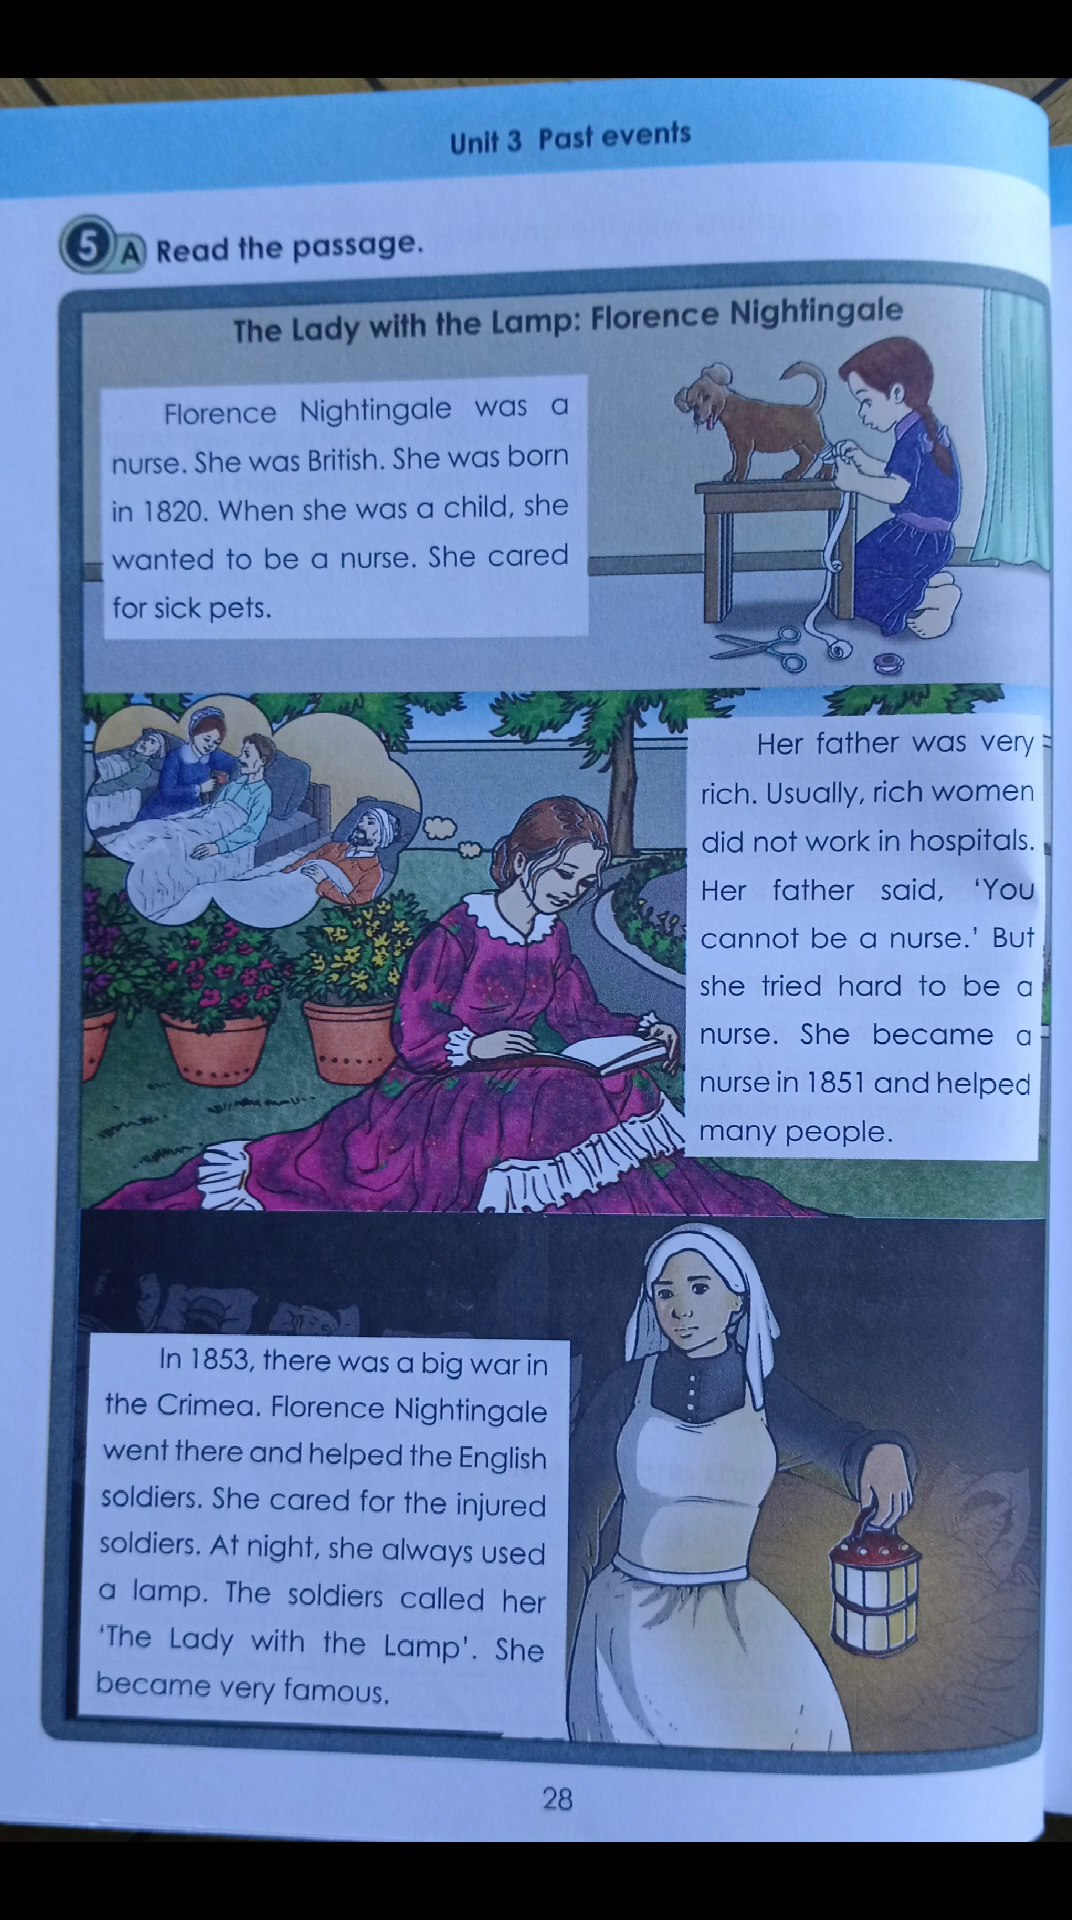 Unit 3 Past events
5 A Read the passage.
The Lady with the Lamp: Florence Nightingale
Florence Nightingale was a
nurse. She was British. She was born
in 1820. When she was a child, she
wanted to be a nurse. She cared
for sick pets.
Her father was very
rich. Usually, rich women
did not work in hospitals.
Her father said, ‘You
cannot be a nurse.’ But
she tried hard to be a
nurse. She became a
nurse in 1851 and helped
many people.
In 1853, there was a big war in
the Crimea. Florence Nightingale
went there and helped the English
soldiers. She cared for the injured
soldiers. At night, she always used
a lamp. The soldiers called her
‘The Lady with the Lamp’. She
became very famous.
28